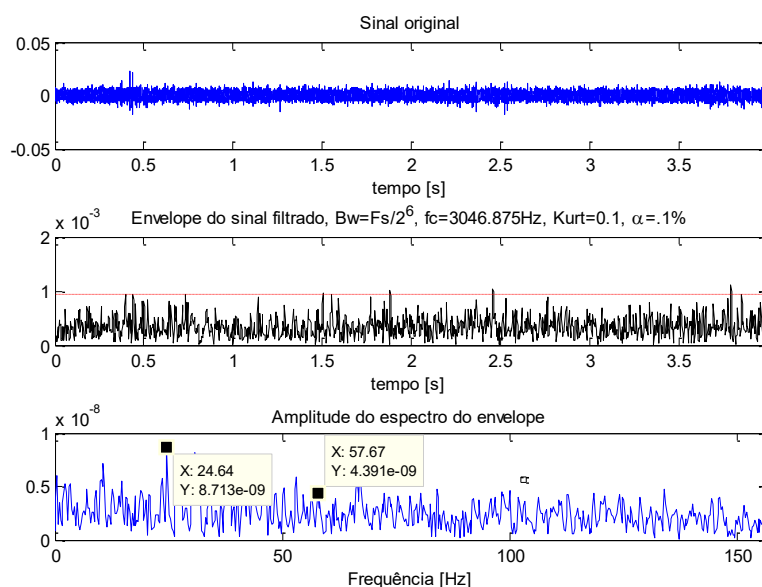 Sinal original
0.05
0
-0.05
0 0.5 1 1.5 2 2.5 3 3.5
tempo [s]
x 10^-3
Envelope do sinal filtrado, Bw=Fs/2^6, fc=3046.875Hz, Kurt=0.1, α=.1%
2
1
0
0 0.5 1 1.5 2 2.5 3 3.5
tempo [s]
x 10^-8
Amplitude do espectro do envelope
1
0.5
0
X: 24.64
Y: 8.713e-09
X: 57.67
Y: 4.391e-09
0 50 100 150
Frequência [Hz]